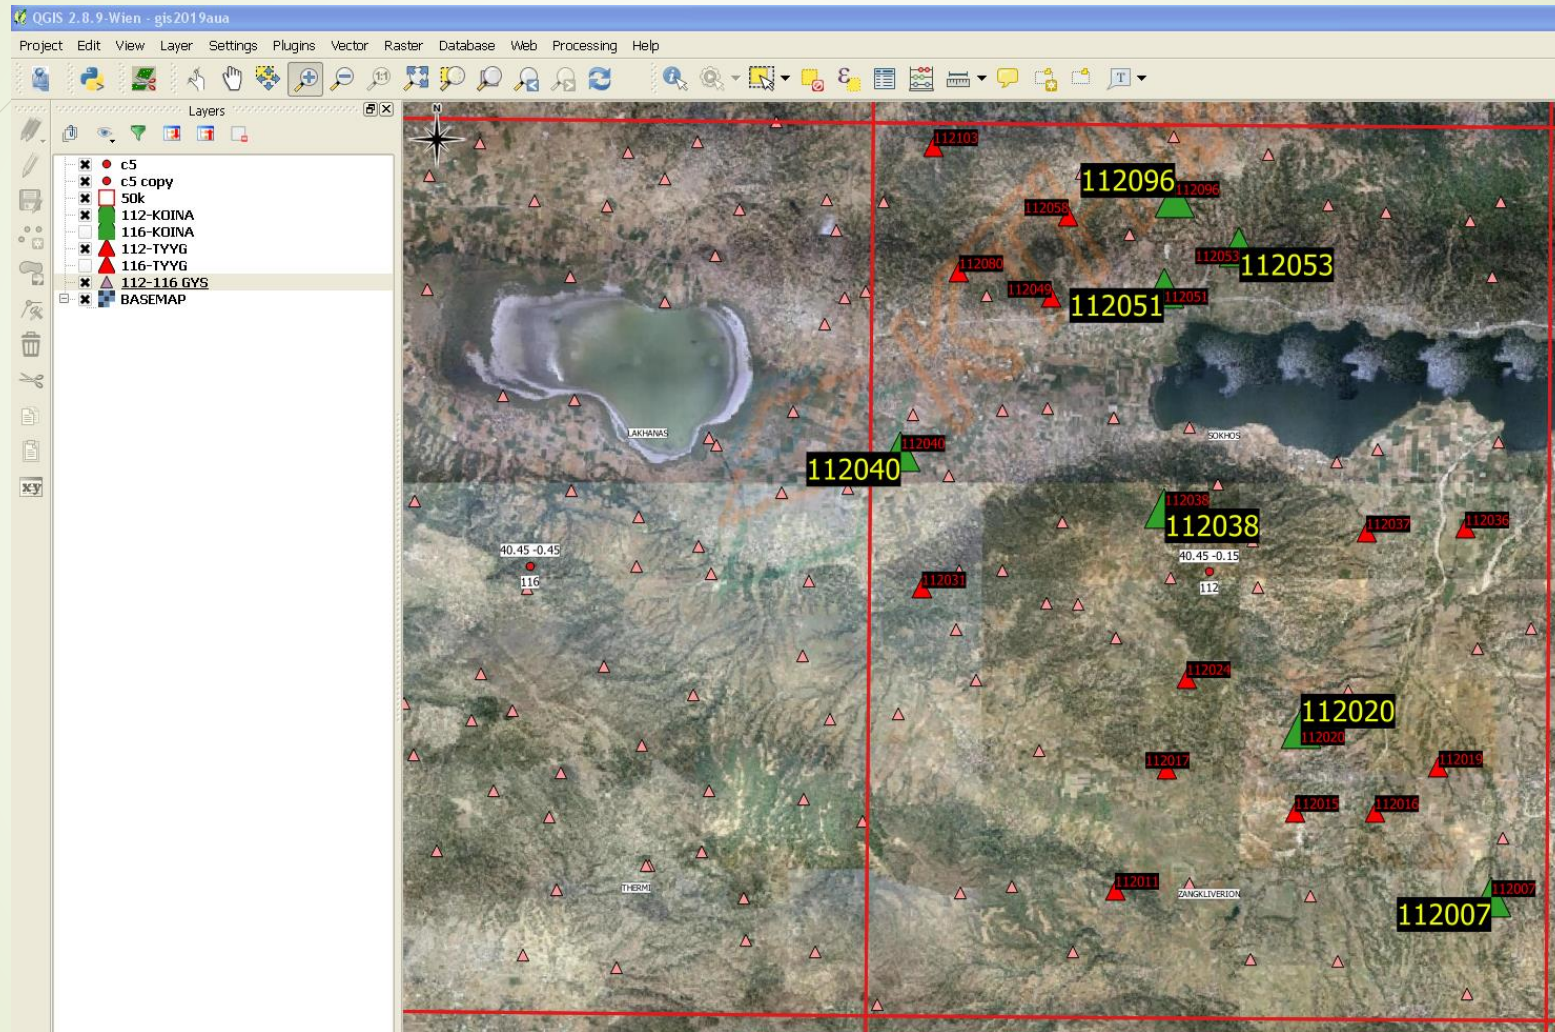 QGIS 2.8.9-Wien - gis2019aua
Project Edit View Layer Settings Plugins Vector Raster Database Web Processing Help
Layers
c5
c5 copy
50k
112-KOINA
116-KOINA
112-TYYG
116-TYYG
112-116 GYS
BASEMAP
N
112103
112096
112096
112058
112053
112053
112080
112049
112051
112051
LAKHANAS
SOKHOS
112040
112040
112038
112038
112037
112036
40.45 -0.45
116
40.45 -0.15
112
112031
112024
112020
112020
112017
112019
112015
112016
THERMI
112011
ZANGKLIVERION
112007
112007